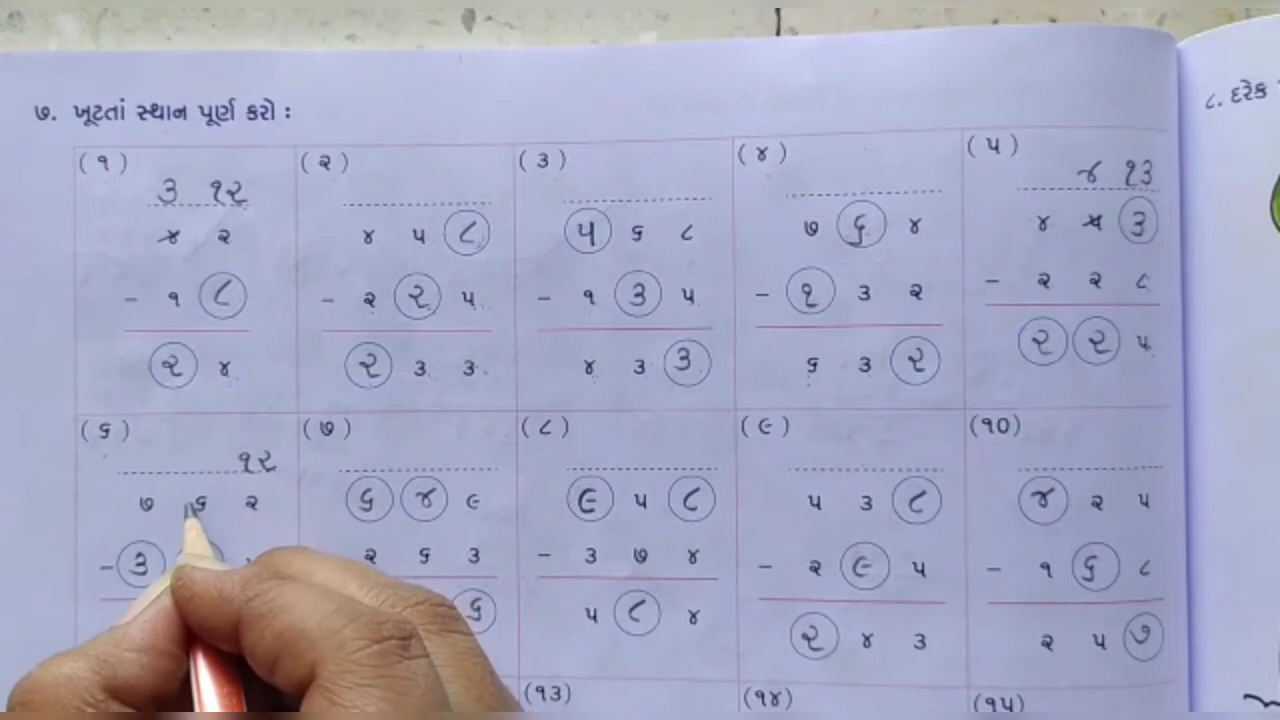 ૭. ખૂટતાં સ્થાન પૂર્ણ કરો :
૮. દરેક
(૧) (૨) (૩) (૪) (૫)
૩ ૧૨ ૪ ૧૩
૪ ૨ ૪ ૫ ૮ ૫ ૬ ૮ ૭ ૬ ૪ ૪ ૫ ૩
- ૧ ૮ - ૨ ૨ ૫ - ૧ ૩ ૫ - ૧ ૩ ૨ - ૨ ૨ ૮
૨ ૪ ૨ ૩ ૩ ૪ ૩ ૩ ૬ ૩ ૨ ૨ ૨ ૫
(૬) (૭) (૮) (૯) (૧૦)
૧૨
૭ ૬ ૨ ૬ ૪ ૯ ૯ ૫ ૮ ૫ ૩ ૮ ૪ ૨ ૫
- ૩ ૨ ૬ ૩ - ૩ ૭ ૪ - ૨ ૯ ૫ - ૧ ૬ ૮
૬ ૫ ૮ ૪ ૨ ૪ ૩ ૨ ૫ ૭
(૧૩) (૧૪) (૧૫)